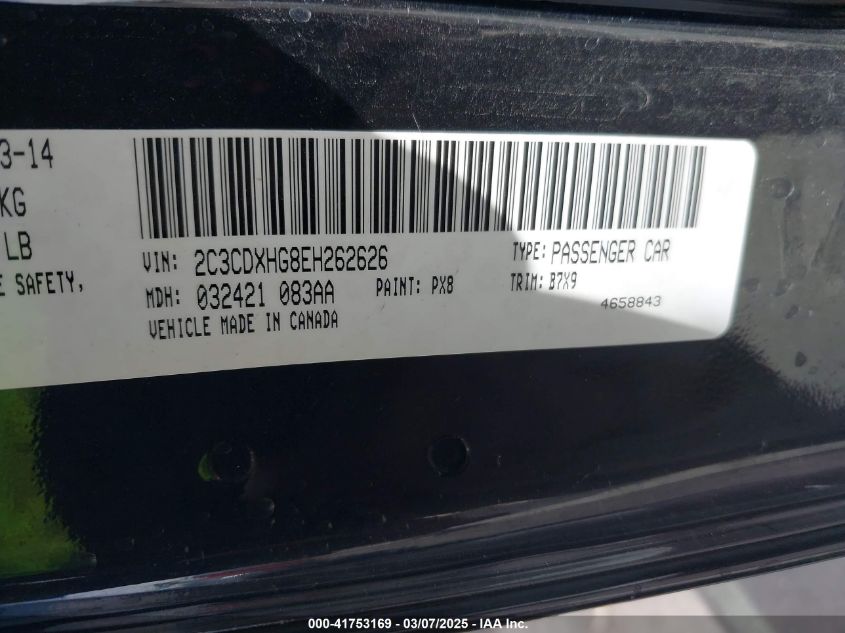 3-14
KG
LB
E SAFETY,
VIN: 2C3CDXHG8EH262626
TYPE: PASSENGER CAR
MDH: 032421 083AA
PAINT: PX8
TRIM: B7X9
VEHICLE MADE IN CANADA
4658843
000-41753169 - 03/07/2025 - IAA Inc.